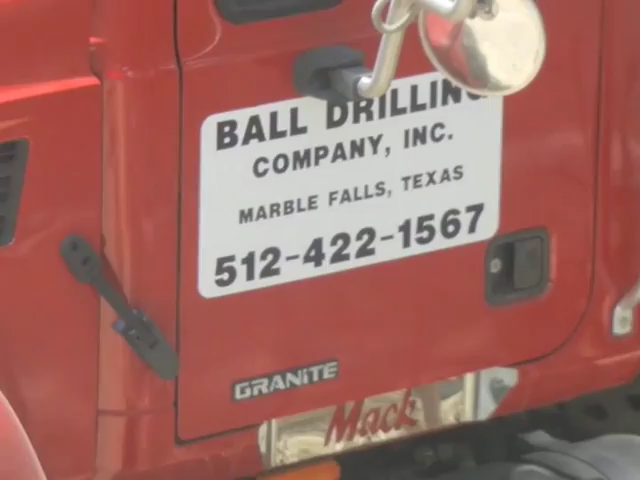 BALL DRILLING
COMPANY, INC.
MARBLE FALLS, TEXAS
512-422-1567
GRANITE
Mack